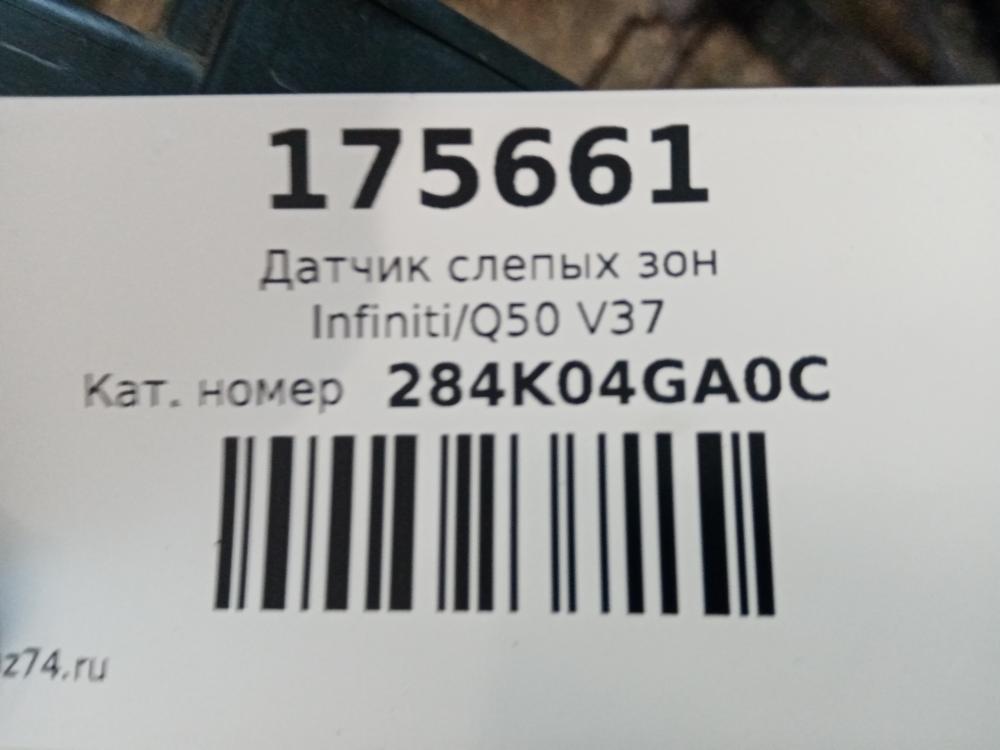 175661
Датчик слепых зон
Infiniti/Q50 V37
Кат. номер 284K04GA0C
z74.ru